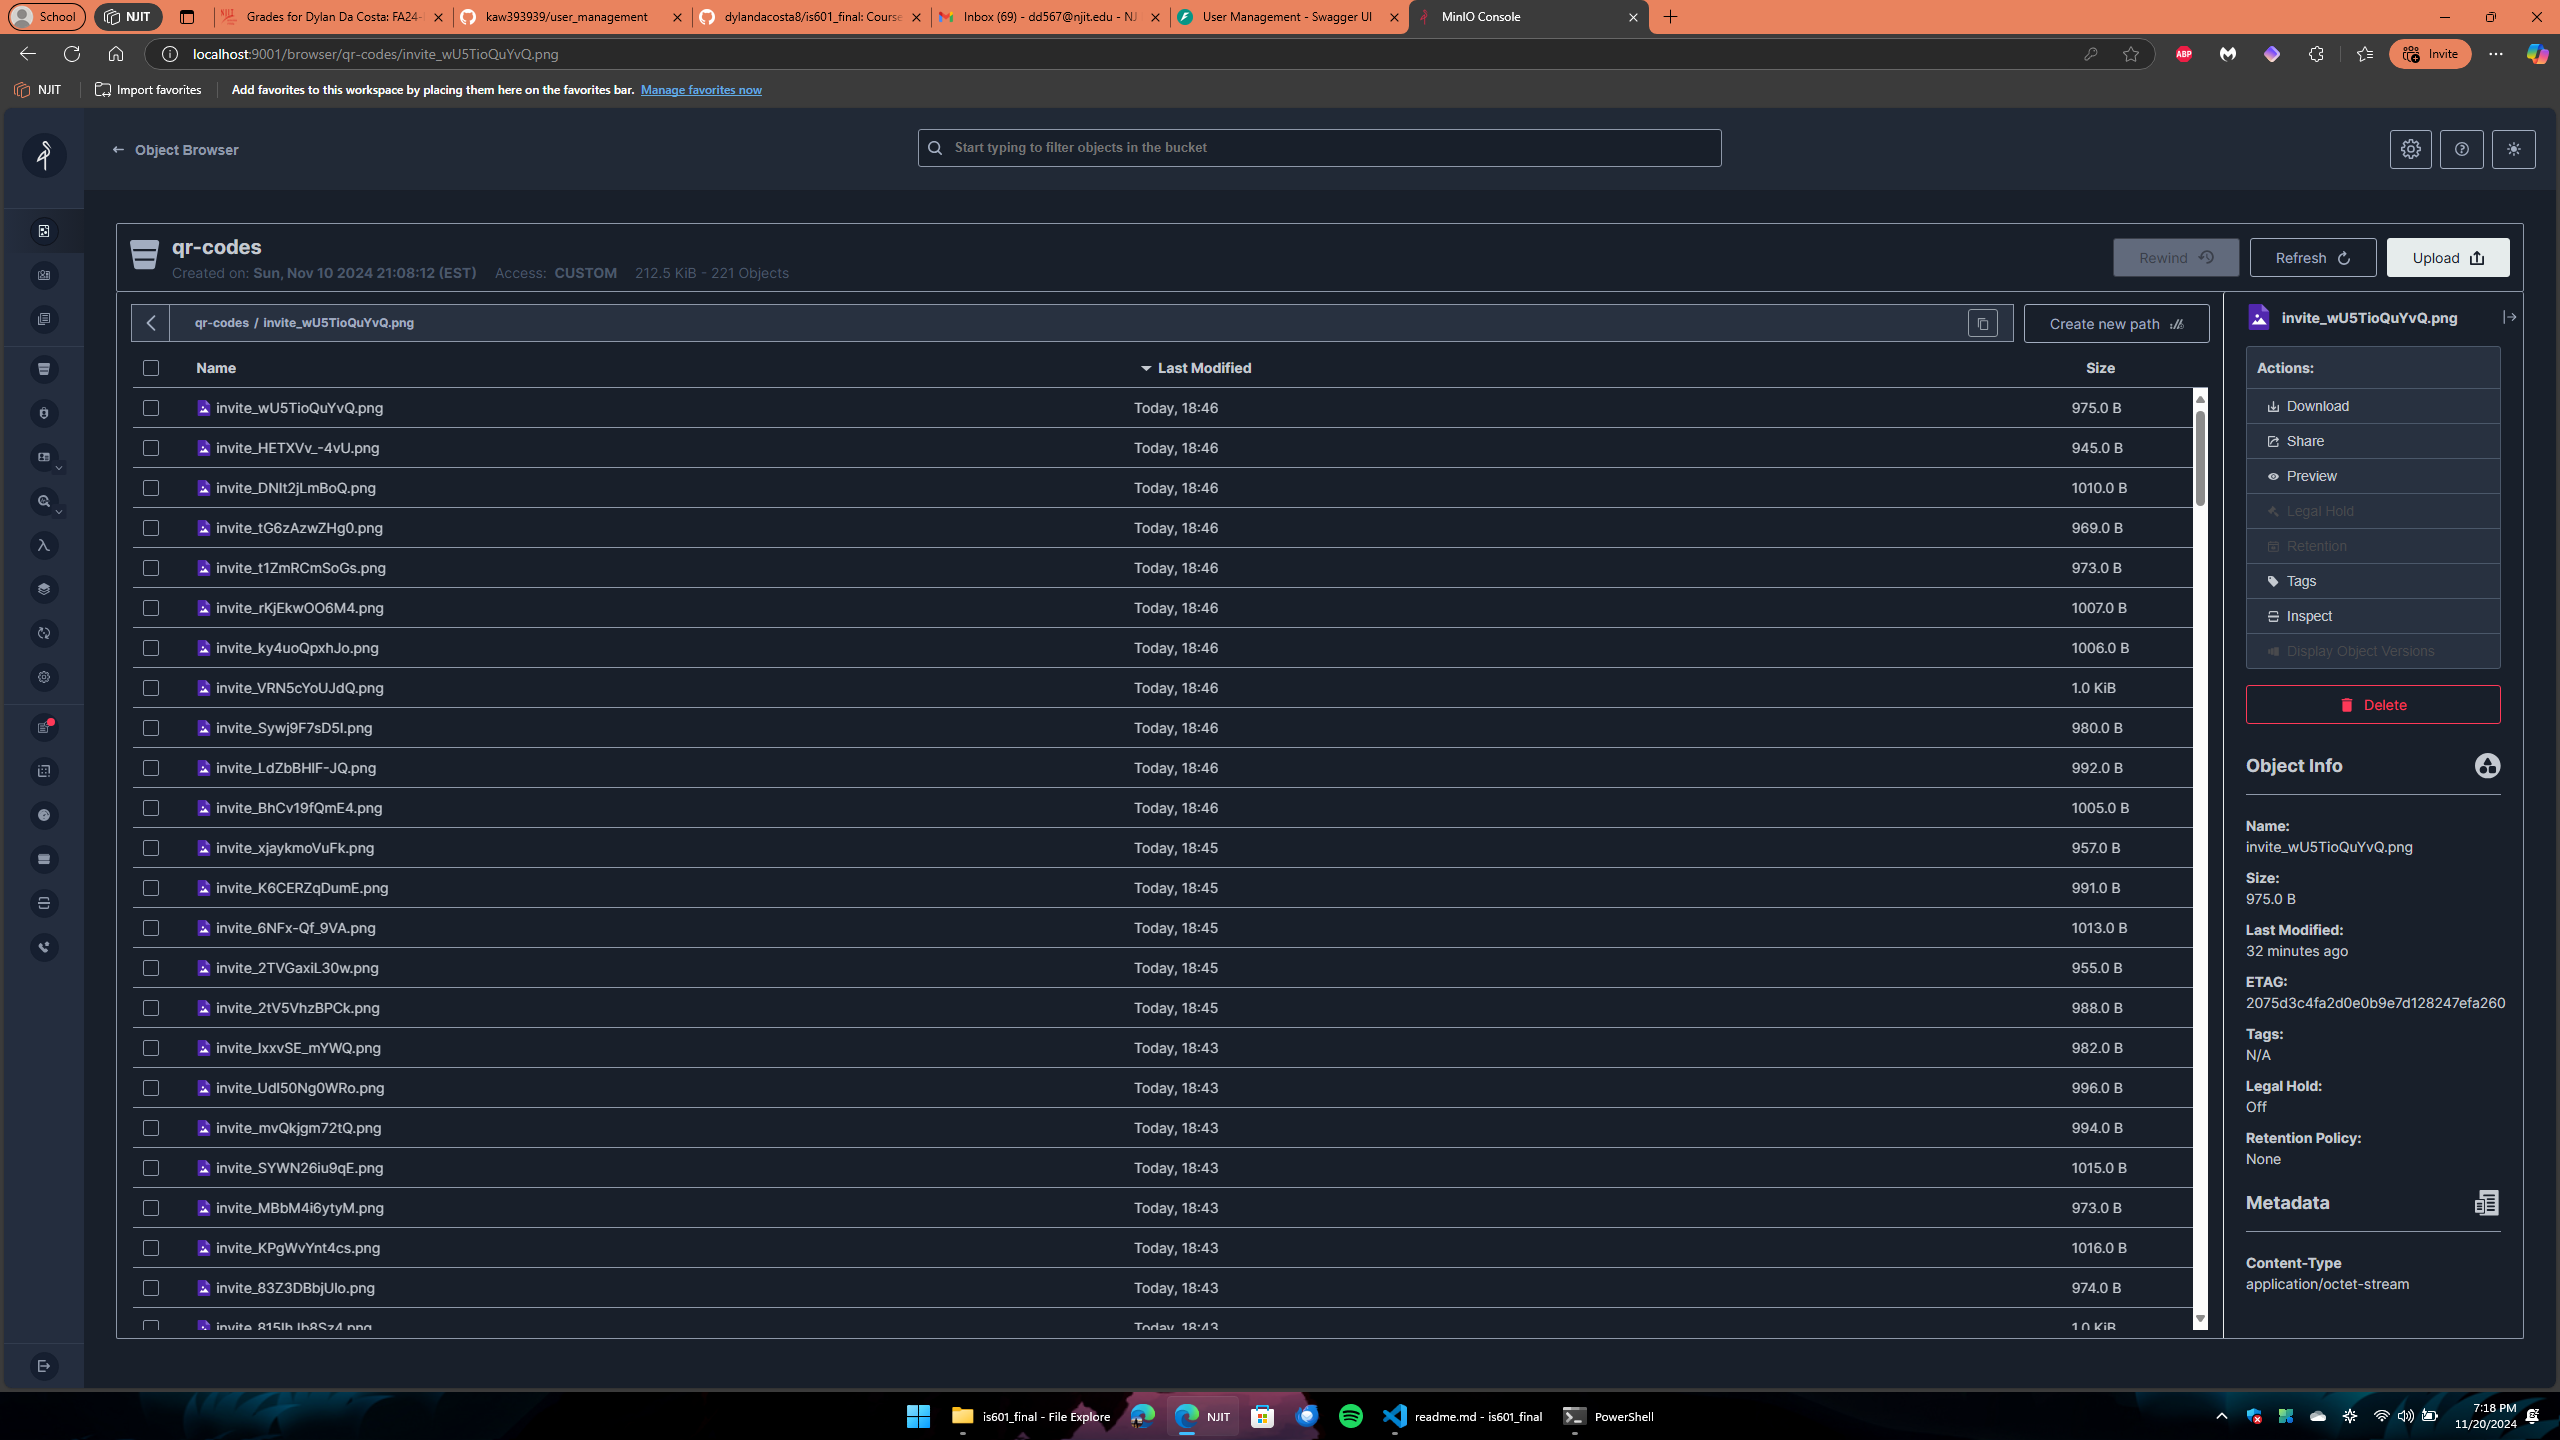 School
NJIT
Grades for Dylan Da Costa: FA24-
kaw393939/user_management
dylandacosta8/is601_final: Course
Inbox (69) - dd567@njit.edu - NJ
User Management - Swagger UI
MinIO Console
localhost:9001/browser/qr-codes/invite_wU5TioQuYvQ.png
ABP
Invite
NJIT
Import favorites
Add favorites to this workspace by placing them here on the favorites bar. Manage favorites now
Object Browser
Start typing to filter objects in the bucket
qr-codes
Created on: Sun, Nov 10 2024 21:08:12 (EST) Access: CUSTOM 212.5 KiB - 221 Objects
Rewind
Refresh
Upload
qr-codes / invite_wU5TioQuYvQ.png
Create new path
Name Last Modified Size
invite_wU5TioQuYvQ.png Today, 18:46 975.0 B
invite_HETXVv_-4vU.png Today, 18:46 945.0 B
invite_DNIt2jLmBoQ.png Today, 18:46 1010.0 B
invite_tG6zAzwZHg0.png Today, 18:46 969.0 B
invite_t1ZmRCmSoGs.png Today, 18:46 973.0 B
invite_rKjEkwOO6M4.png Today, 18:46 1007.0 B
invite_ky4uoQpxhJo.png Today, 18:46 1006.0 B
invite_VRN5cYoUJdQ.png Today, 18:46 1.0 KiB
invite_Sywj9F7sD5I.png Today, 18:46 980.0 B
invite_LdZbBHIF-JQ.png Today, 18:46 992.0 B
invite_BhCv19fQmE4.png Today, 18:46 1005.0 B
invite_xjaykmoVuFk.png Today, 18:45 957.0 B
invite_K6CERZqDumE.png Today, 18:45 991.0 B
invite_6NFx-Qf_9VA.png Today, 18:45 1013.0 B
invite_2TVGaxiL30w.png Today, 18:45 955.0 B
invite_2tV5VhzBPCk.png Today, 18:45 988.0 B
invite_IxxvSE_mYWQ.png Today, 18:43 982.0 B
invite_UdI50Ng0WRo.png Today, 18:43 996.0 B
invite_mvQkjgm72tQ.png Today, 18:43 994.0 B
invite_SYWN26iu9qE.png Today, 18:43 1015.0 B
invite_MBbM4i6ytyM.png Today, 18:43 973.0 B
invite_KPgWvYnt4cs.png Today, 18:43 1016.0 B
invite_83Z3DBbjUlo.png Today, 18:43 974.0 B
Today, 18:43 1.0 KiB
invite_wU5TioQuYvQ.png
Actions:
Download
Share
Preview
Legal Hold
Retention
Tags
Inspect
Display Object Versions
Delete
Object Info
Name:
invite_wU5TioQuYvQ.png
Size:
975.0 B
Last Modified:
32 minutes ago
ETAG:
2075d3c4fa2d0e0b9e7d128247efa260
Tags:
N/A
Legal Hold:
Off
Retention Policy:
None
Metadata
Content-Type
application/octet-stream
is601_final - File Explore
NJIT
readme.md - is601_final
PowerShell
7:18 PM
11/20/2024